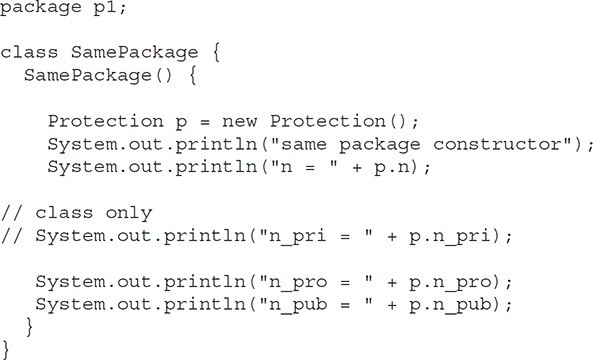 package p1;

class SamePackage {
  SamePackage() {

    Protection p = new Protection();
    System.out.println("same package constructor");
    System.out.println("n = " + p.n);

// class only
// System.out.println("n_pri = " + p.n_pri);

   System.out.println("n_pro = " + p.n_pro);
   System.out.println("n_pub = " + p.n_pub);
  }
}